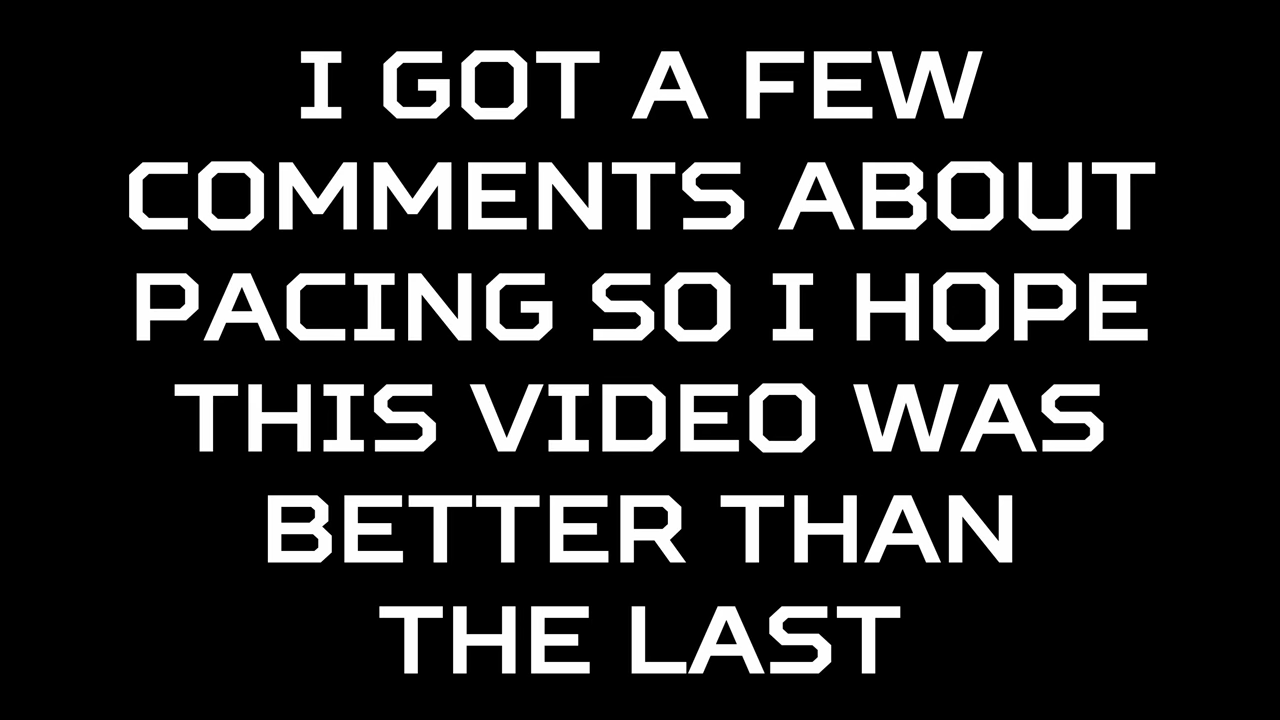 I GOT A FEW
COMMENTS ABOUT
PACING SO I HOPE
THIS VIDEO WAS
BETTER THAN
THE LAST